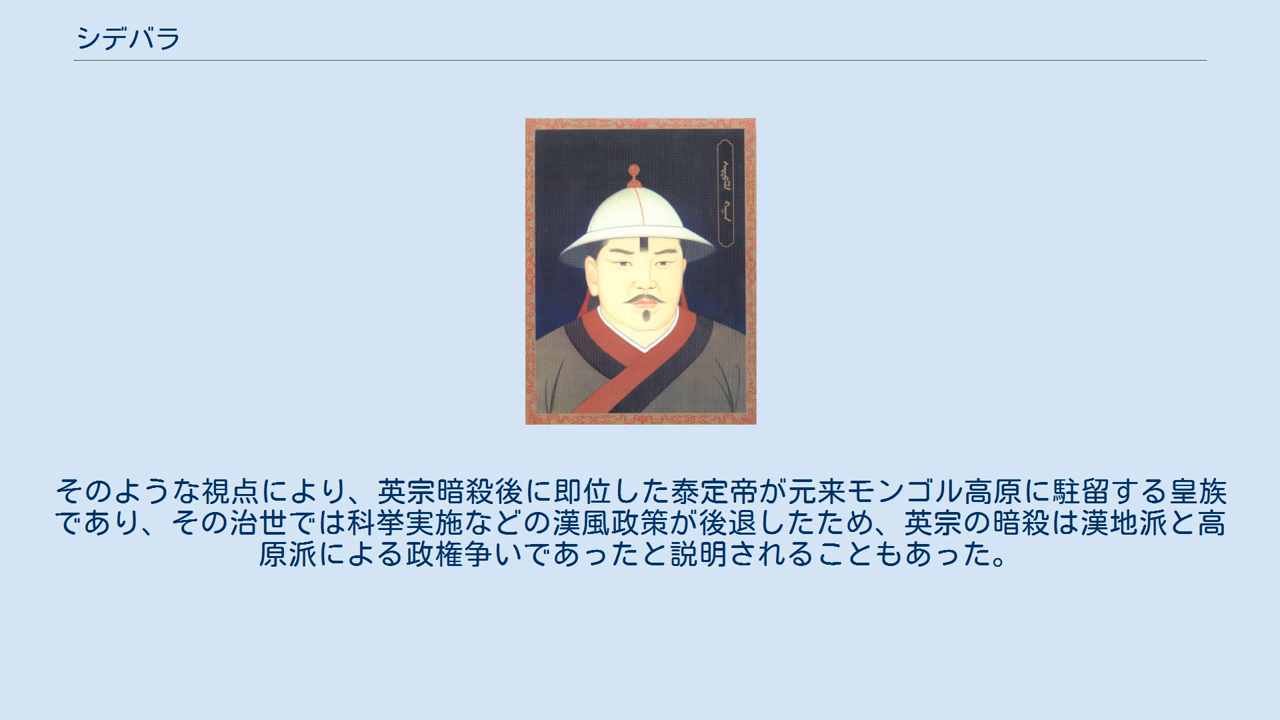 シデバラ
そのような視点により、英宗暗殺後に即位した泰定帝が元来モンゴル高原に駐留する皇族
であり、その治世では科挙実施などの漢風政策が後退したため、英宗の暗殺は漢地派と高
原派による政権争いであったと説明されることもあった。